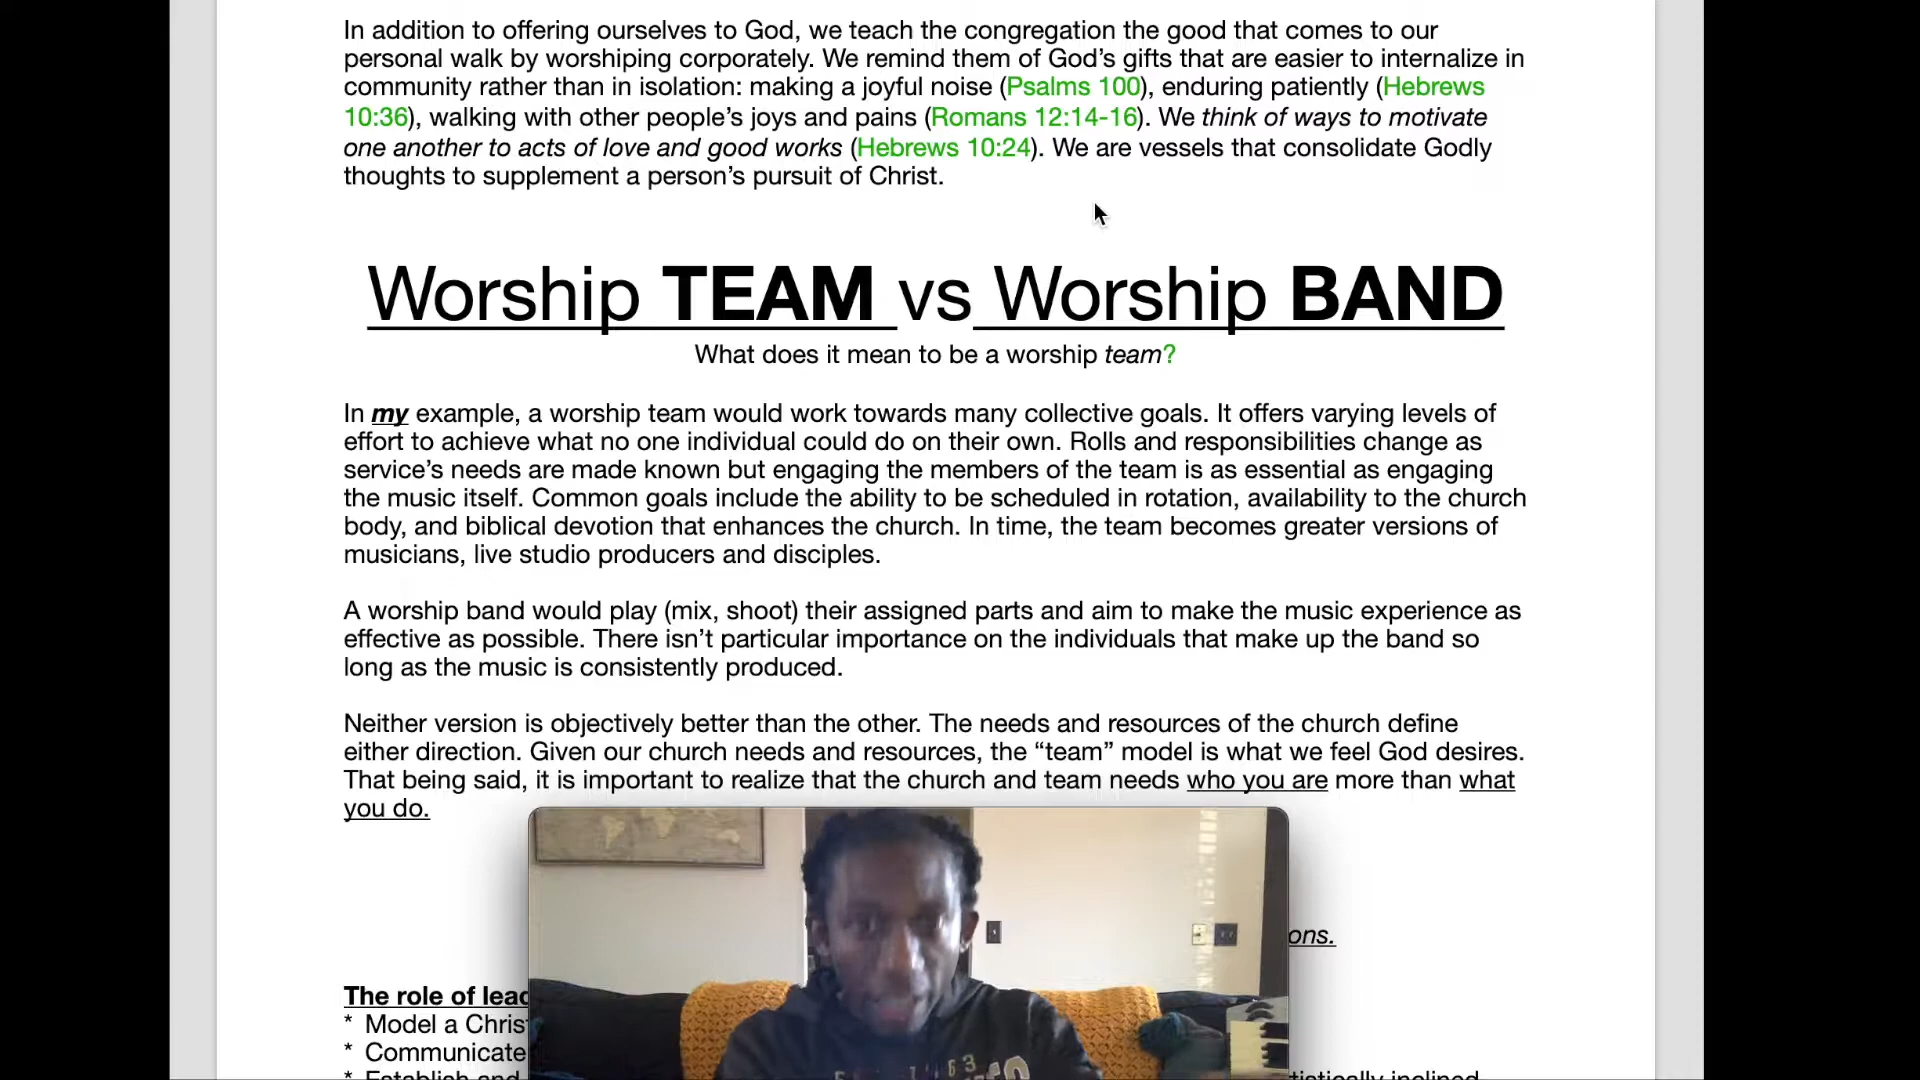 In addition to offering ourselves to God, we teach the congregation the good that comes to our
personal walk by worshiping corporately. We remind them of God’s gifts that are easier to internalize in
community rather than in isolation: making a joyful noise (Psalms 100), enduring patiently (Hebrews
10:36), walking with other people’s joys and pains (Romans 12:14-16). We think of ways to motivate
one another to acts of love and good works (Hebrews 10:24). We are vessels that consolidate Godly
thoughts to supplement a person’s pursuit of Christ.
Worship TEAM vs Worship BAND
What does it mean to be a worship team?
In my example, a worship team would work towards many collective goals. It offers varying levels of
effort to achieve what no one individual could do on their own. Rolls and responsibilities change as
service’s needs are made known but engaging the members of the team is as essential as engaging
the music itself. Common goals include the ability to be scheduled in rotation, availability to the church
body, and biblical devotion that enhances the church. In time, the team becomes greater versions of
musicians, live studio producers and disciples.
A worship band would play (mix, shoot) their assigned parts and aim to make the music experience as
effective as possible. There isn’t particular importance on the individuals that make up the band so
long as the music is consistently produced.
Neither version is objectively better than the other. The needs and resources of the church define
either direction. Given our church needs and resources, the “team” model is what we feel God desires.
That being said, it is important to realize that the church and team needs who you are more than what
you do.
ons.
The role of lead
* Model a Chris
* Communicate
* Establish and inclined